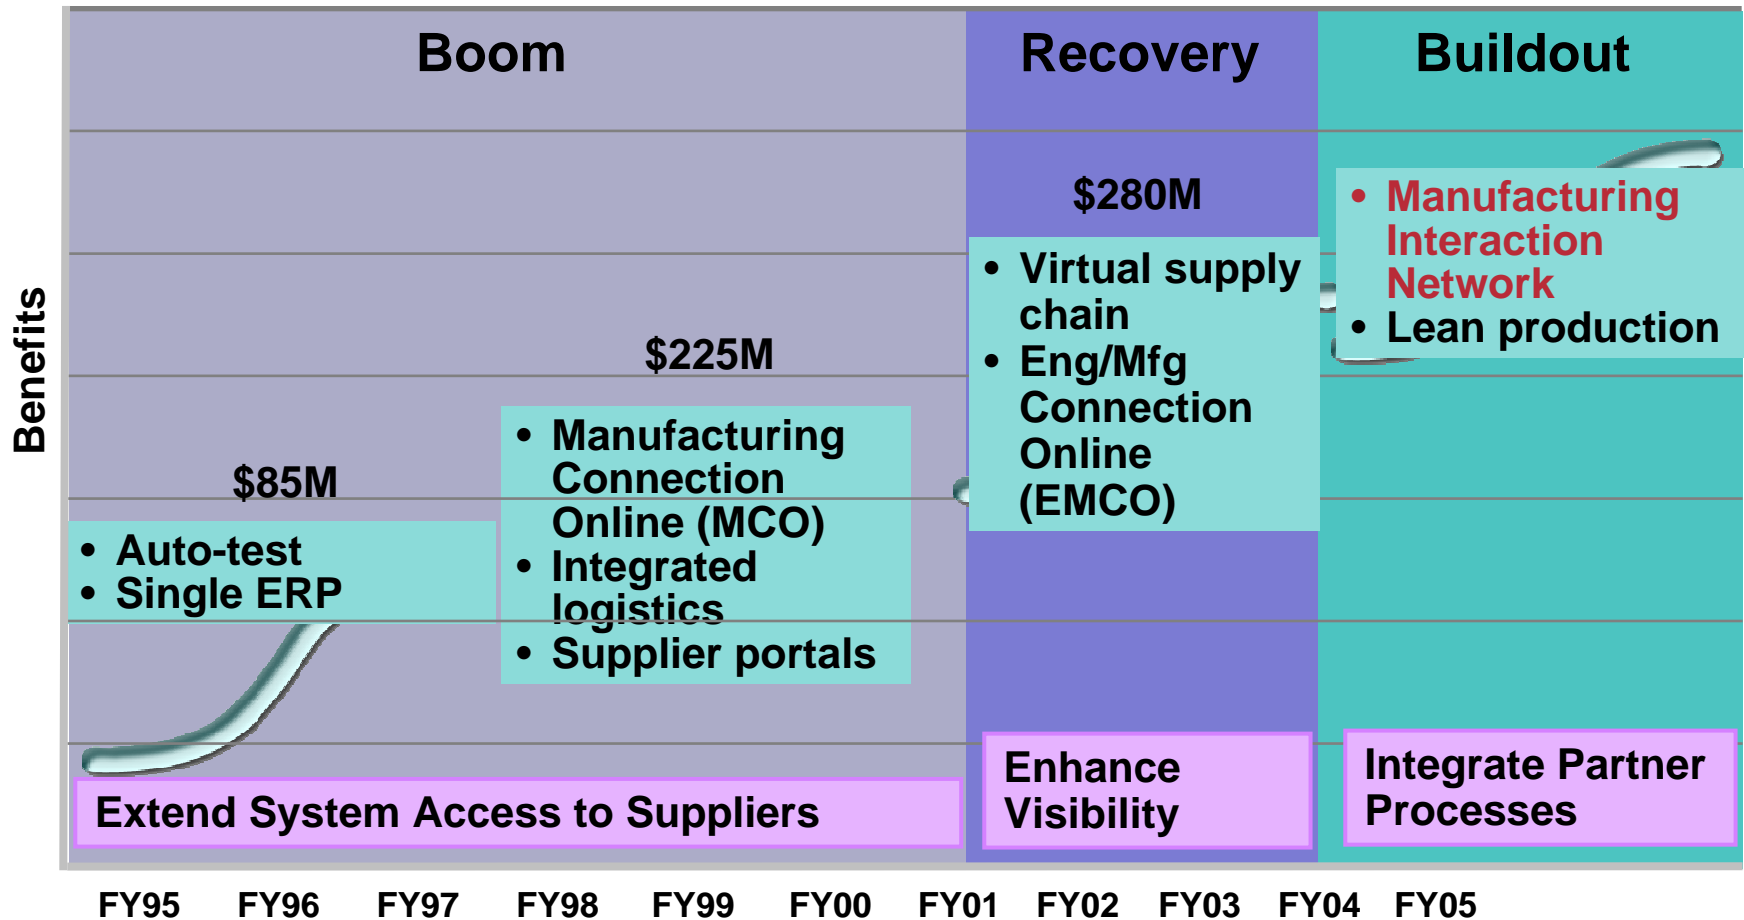 Boom
Recovery
Buildout
Benefits
$85M
• Auto-test
• Single ERP
$225M
• Manufacturing
Connection
Online (MCO)
• Integrated
logistics
• Supplier portals
$280M
• Virtual supply
chain
• Eng/Mfg
Connection
Online
(EMCO)
• Manufacturing
Interaction
Network
• Lean production
Extend System Access to Suppliers
Enhance
Visibility
Integrate Partner
Processes
FY95 FY96 FY97 FY98 FY99 FY00 FY01 FY02 FY03 FY04 FY05